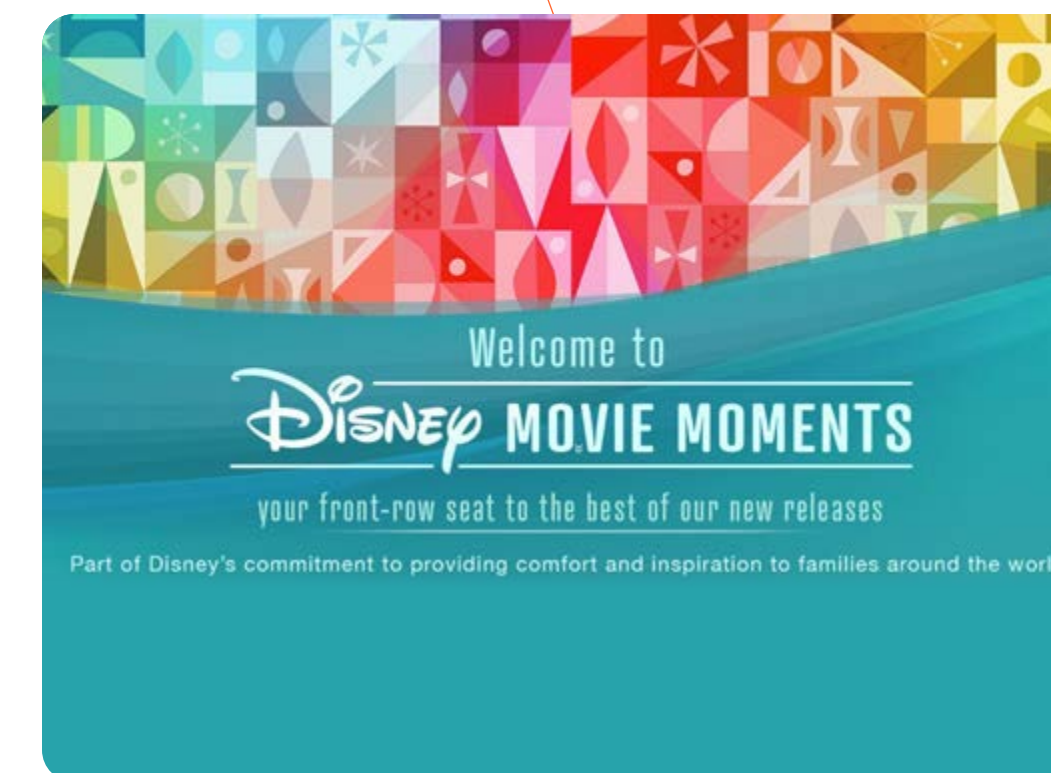 Welcome to
Disney MOVIE MOMENTS
your front-row seat to the best of our new releases
Part of Disney's commitment to providing comfort and inspiration to families around the worl